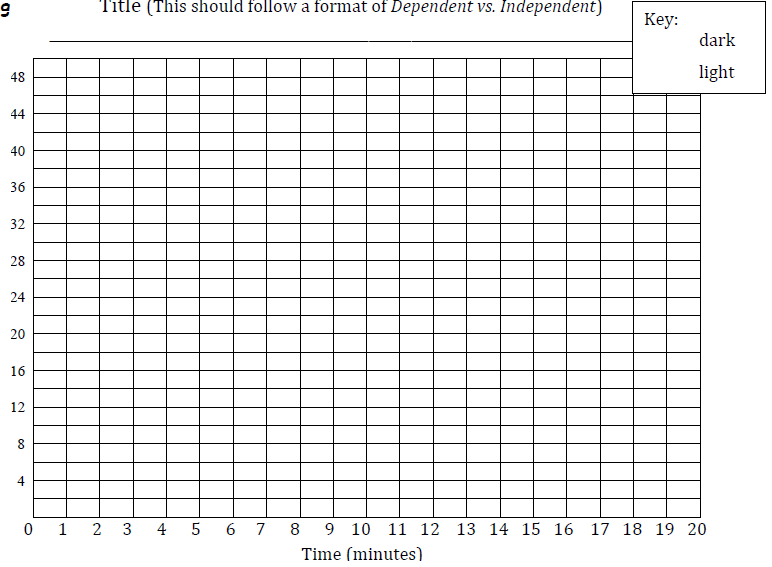 g
Title (This should follow a format of Dependent vs. Independent)
Key:
dark
light
48
44
40
36
32
28
24
20
16
12
8
4
0 1 2 3 4 5 6 7 8 9 10 11 12 13 14 15 16 17 18 19 20
Time (minutes)